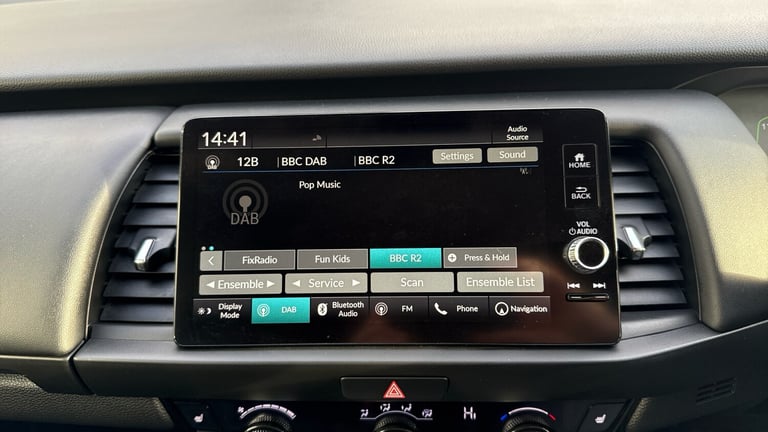 14:41
Audio
Source
12B | BBC DAB | BBC R2 Settings Sound
Pop Music
DAB
HOME
BACK
VOL
AUDIO
FixRadio Fun Kids BBC R2 Press & Hold
Ensemble Service Scan Ensemble List
Display
Mode
DAB
Bluetooth
Audio
FM
Phone
Navigation
Hi